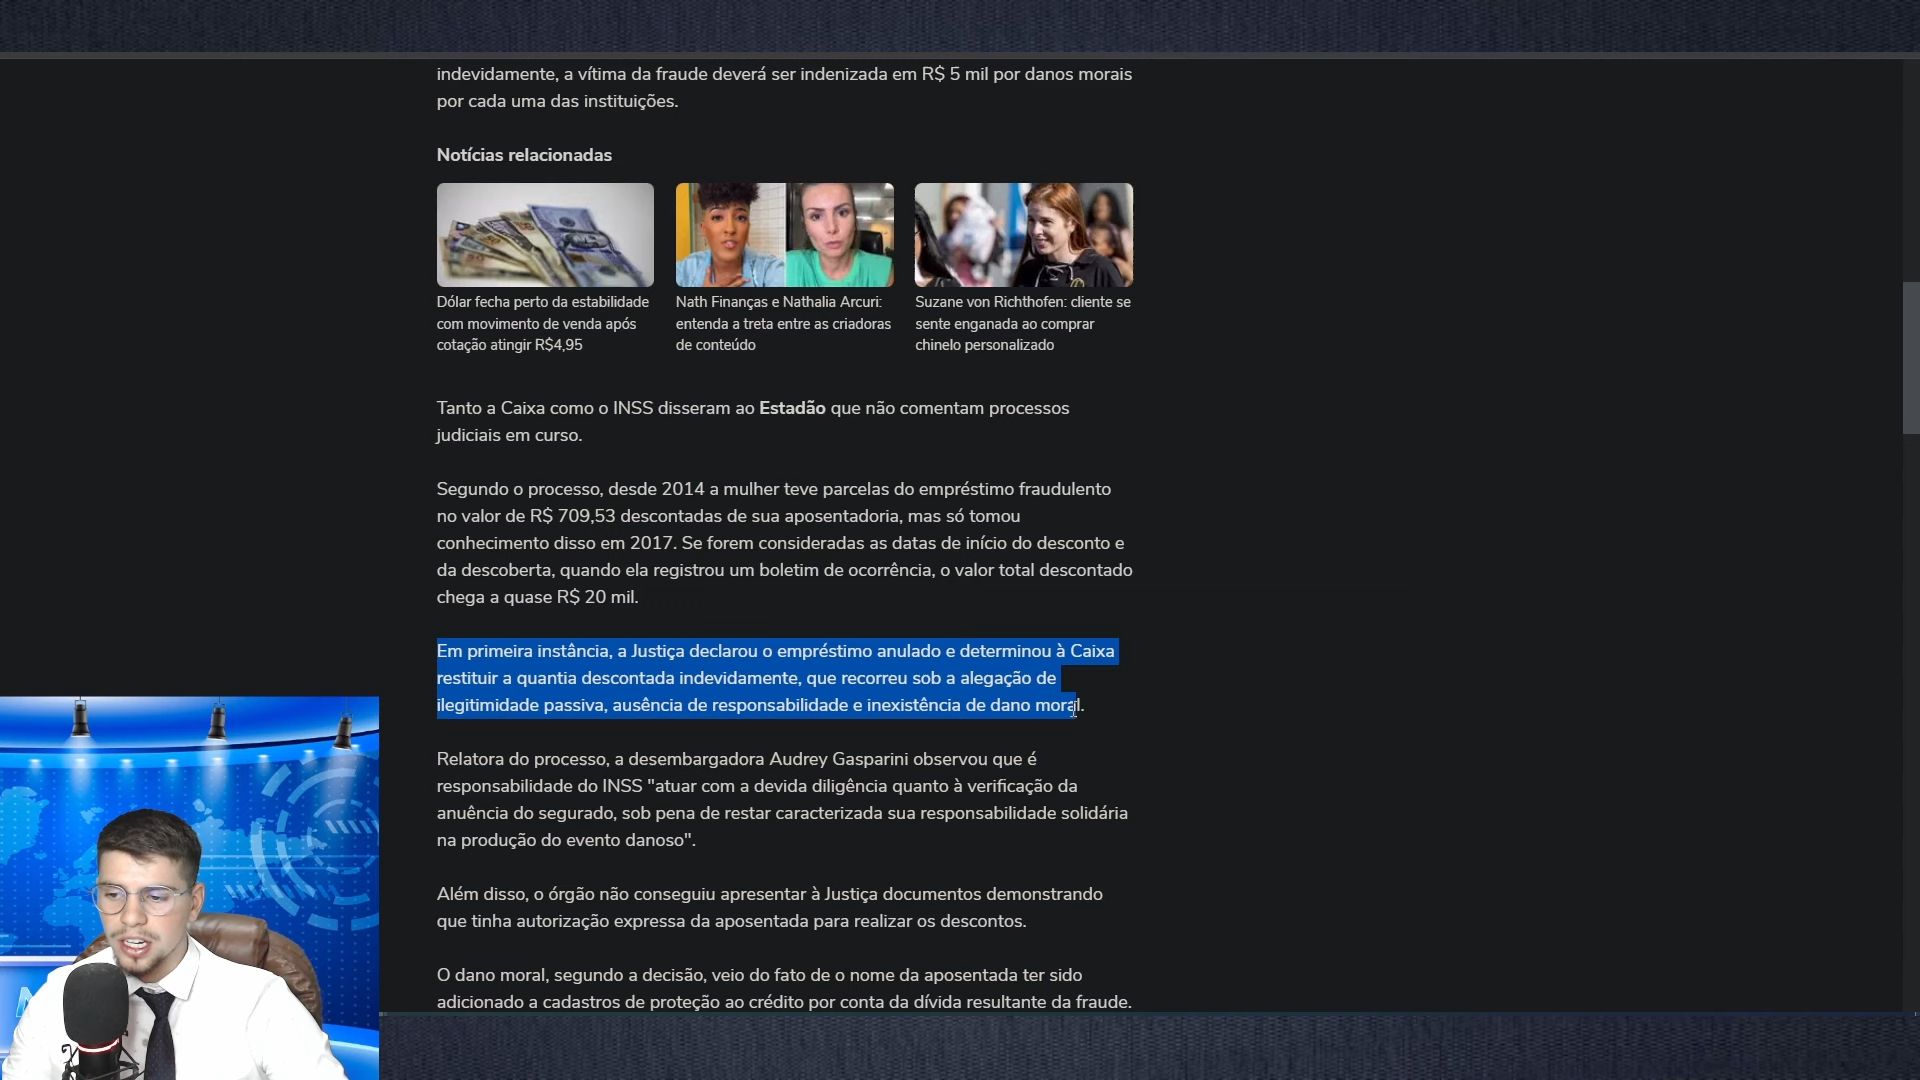 indevidamente, a vítima da fraude deverá ser indenizada em R$ 5 mil por danos morais
por cada uma das instituições.
Notícias relacionadas
Dólar fecha perto da estabilidade
com movimento de venda após
cotação atingir R$4,95
Nath Finanças e Nathalia Arcuri:
entenda a treta entre as criadoras
de conteúdo
Suzane von Richthofen: cliente se
sente enganada ao comprar
chinelo personalizado
Tanto a Caixa como o INSS disseram ao Estadão que não comentam processos
judiciais em curso.
Segundo o processo, desde 2014 a mulher teve parcelas do empréstimo fraudulento
no valor de R$ 709,53 descontadas de sua aposentadoria, mas só tomou
conhecimento disso em 2017. Se forem consideradas as datas de início do desconto e
da descoberta, quando ela registrou um boletim de ocorrência, o valor total descontado
chega a quase R$ 20 mil.
Em primeira instância, a Justiça declarou o empréstimo anulado e determinou à Caixa
restituir a quantia descontada indevidamente, que recorreu sob a alegação de
ilegitimidade passiva, ausência de responsabilidade e inexistência de dano moral.
Relatora do processo, a desembargadora Audrey Gasparini observou que é
responsabilidade do INSS "atuar com a devida diligência quanto à verificação da
anuência do segurado, sob pena de restar caracterizada sua responsabilidade solidária
na produção do evento danoso".
Além disso, o órgão não conseguiu apresentar à Justiça documentos demonstrando
que tinha autorização expressa da aposentada para realizar os descontos.
O dano moral, segundo a decisão, veio do fato de o nome da aposentada ter sido
adicionado a cadastros de proteção ao crédito por conta da dívida resultante da fraude.